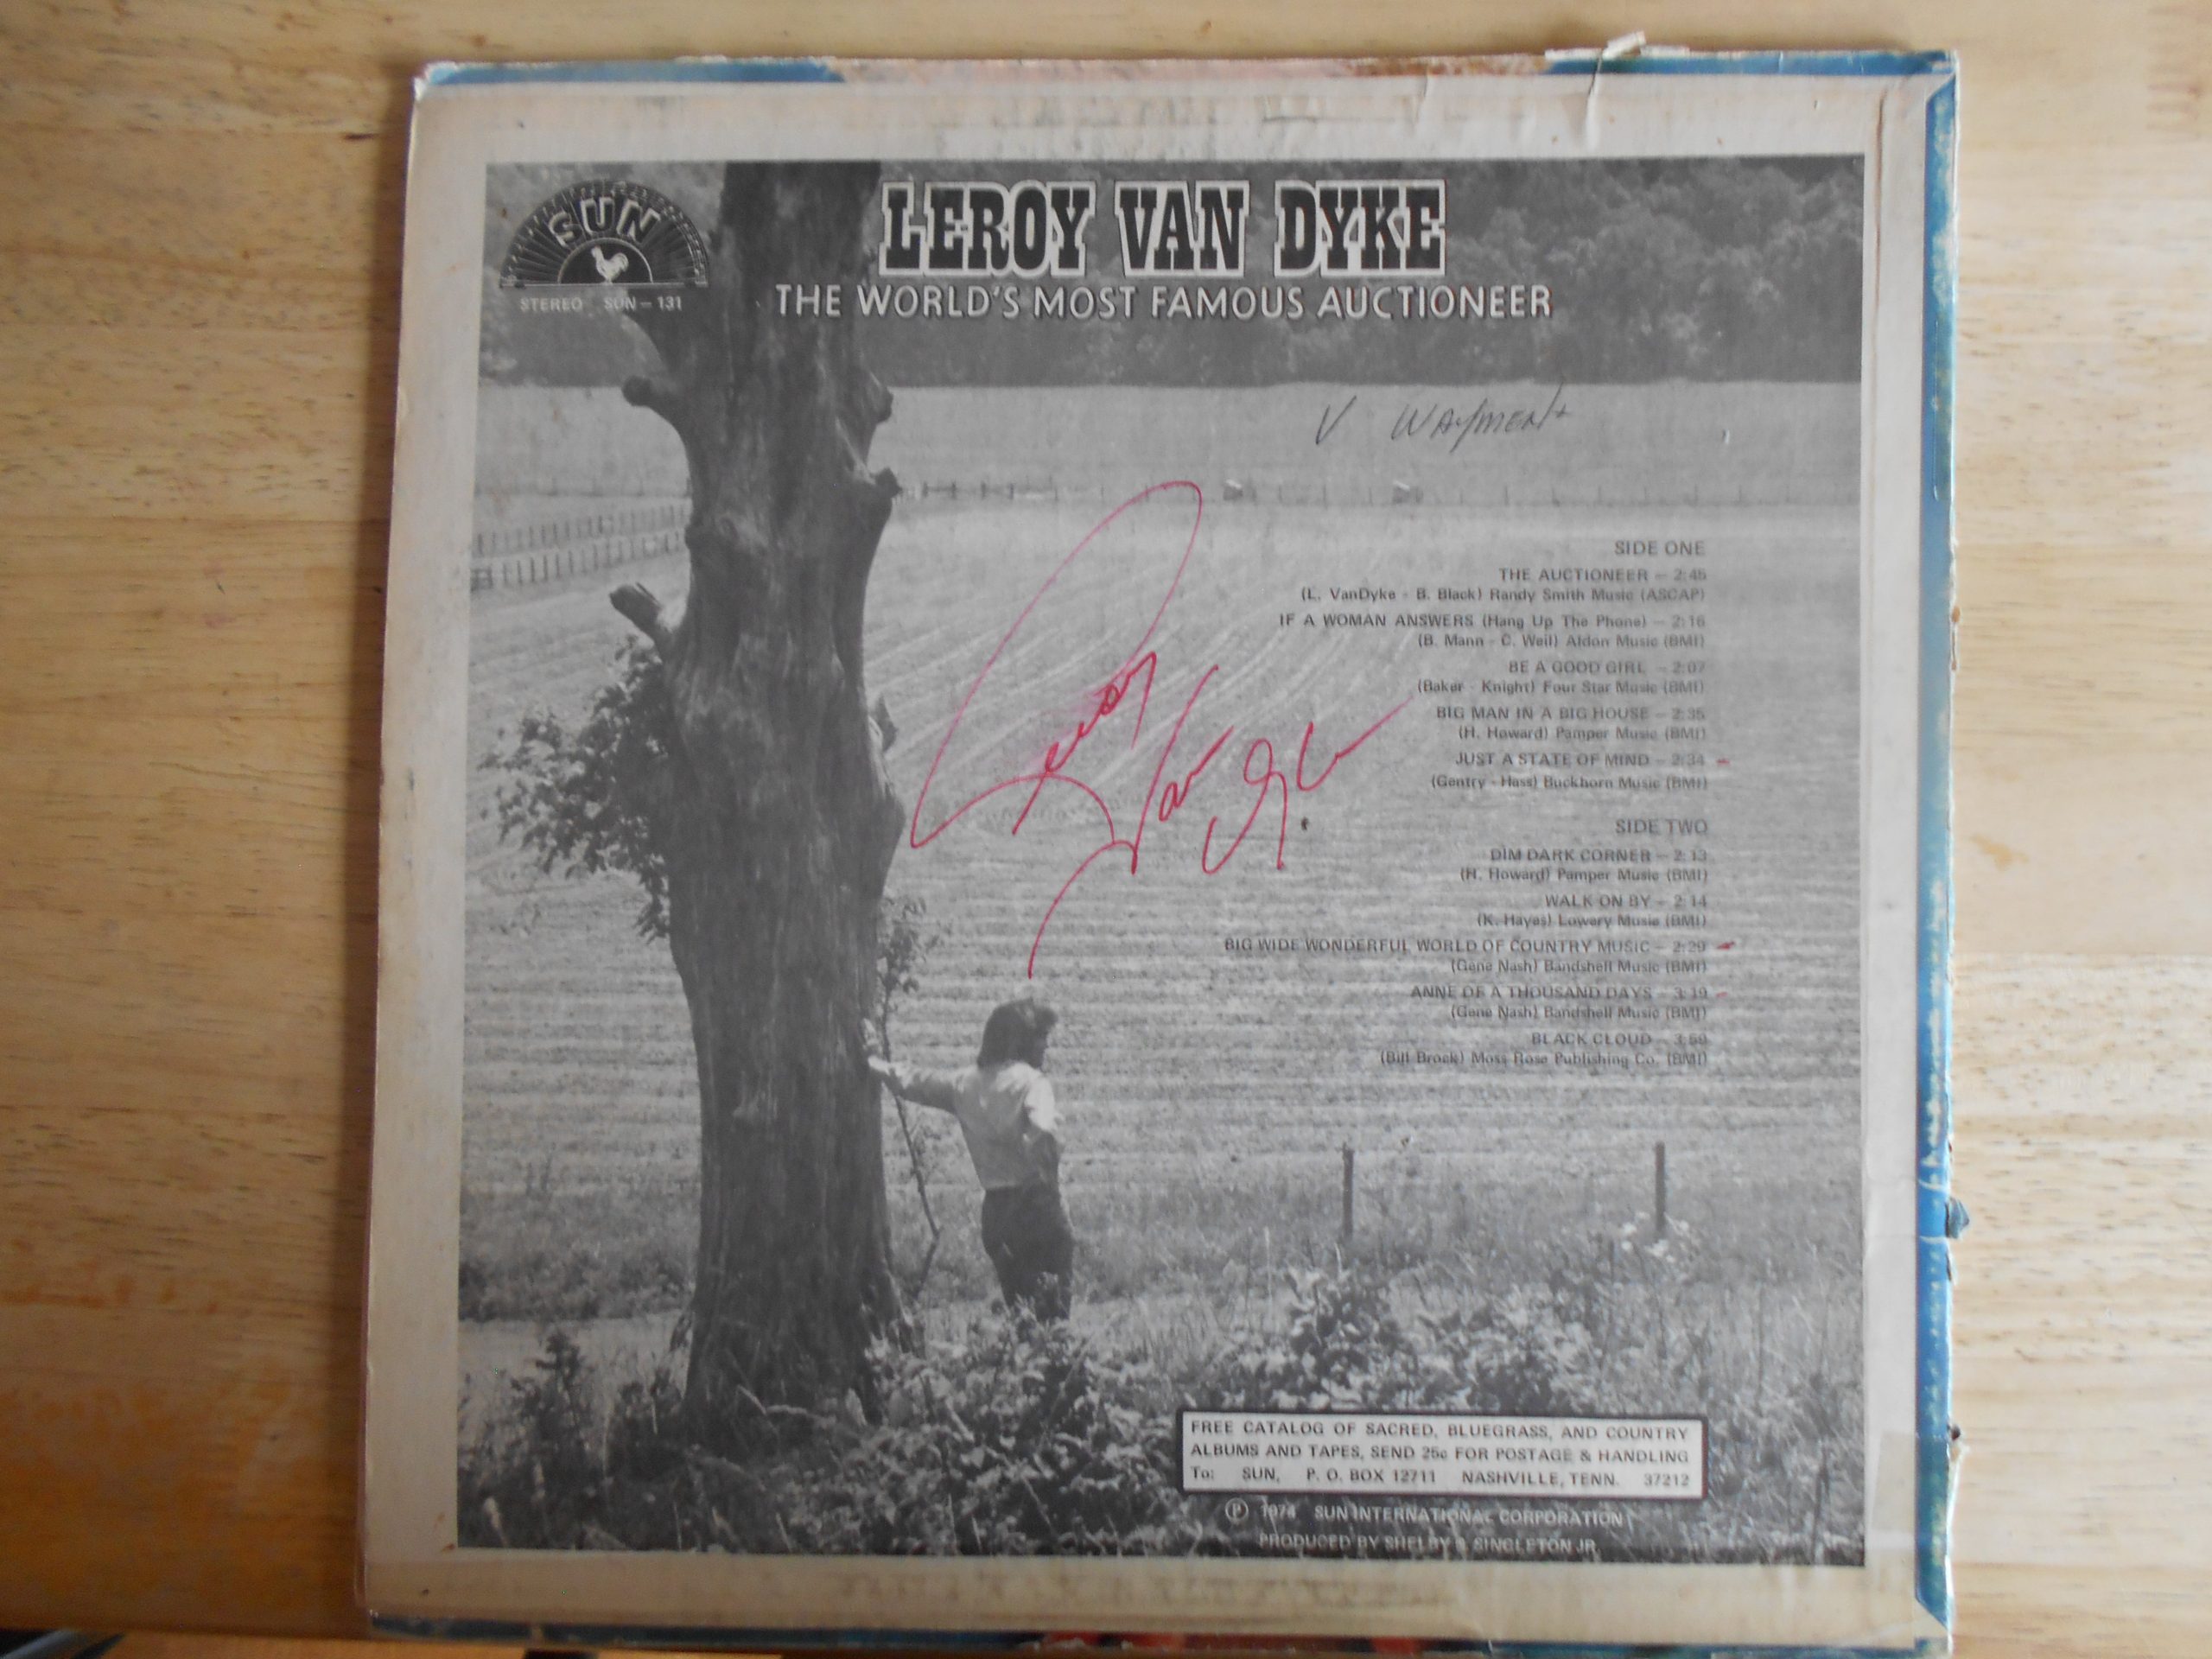 SUN
STEREO SUN-131
LEROY VAN DYKE
THE WORLD'S MOST FAMOUS AUCTIONEER
V WAYMENT
Leroy Van Dyke
SIDE ONE
THE AUCTIONEER - 2:45
(L. VanDyke - B. Black) Randy Smith Music (ASCAP)
IF A WOMAN ANSWERS (Hang Up The Phone) - 2:16
(B. Mann - C. Weil) Aldon Music (BMI)
BE A GOOD GIRL - 2:07
(Baker - Knight) Four Star Music (BMI)
BIG MAN IN A BIG HOUSE - 2:35
(H. Howard) Pamper Music (BMI)
JUST A STATE OF MIND - 2:34
(Gentry - Hass) Buckhorn Music (BMI)
SIDE TWO
DIM DARK CORNER - 2:13
(H. Howard) Pamper Music (BMI)
WALK ON BY - 2:14
(K. Hayes) Lowery Music (BMI)
BIG WIDE WONDERFUL WORLD OF COUNTRY MUSIC - 2:29
(Gene Nash) Bandshell Music (BMI)
ANNE OF A THOUSAND DAYS - 3:19
(Gene Nash) Bandshell Music (BMI)
BLACK CLOUD -
(Bill Brock) Moss Rose Publishing Co. (BMI)
FREE CATALOG OF SACRED, BLUEGRASS, AND COUNTRY
ALBUMS AND TAPES, SEND 25c FOR POSTAGE & HANDLING
To: SUN, P. O. BOX 12711 NASHVILLE, TENN. 37212
Ⓟ 1974 SUN INTERNATIONAL CORPORATION
PRODUCED BY SHELBY S SINGLETON JR.